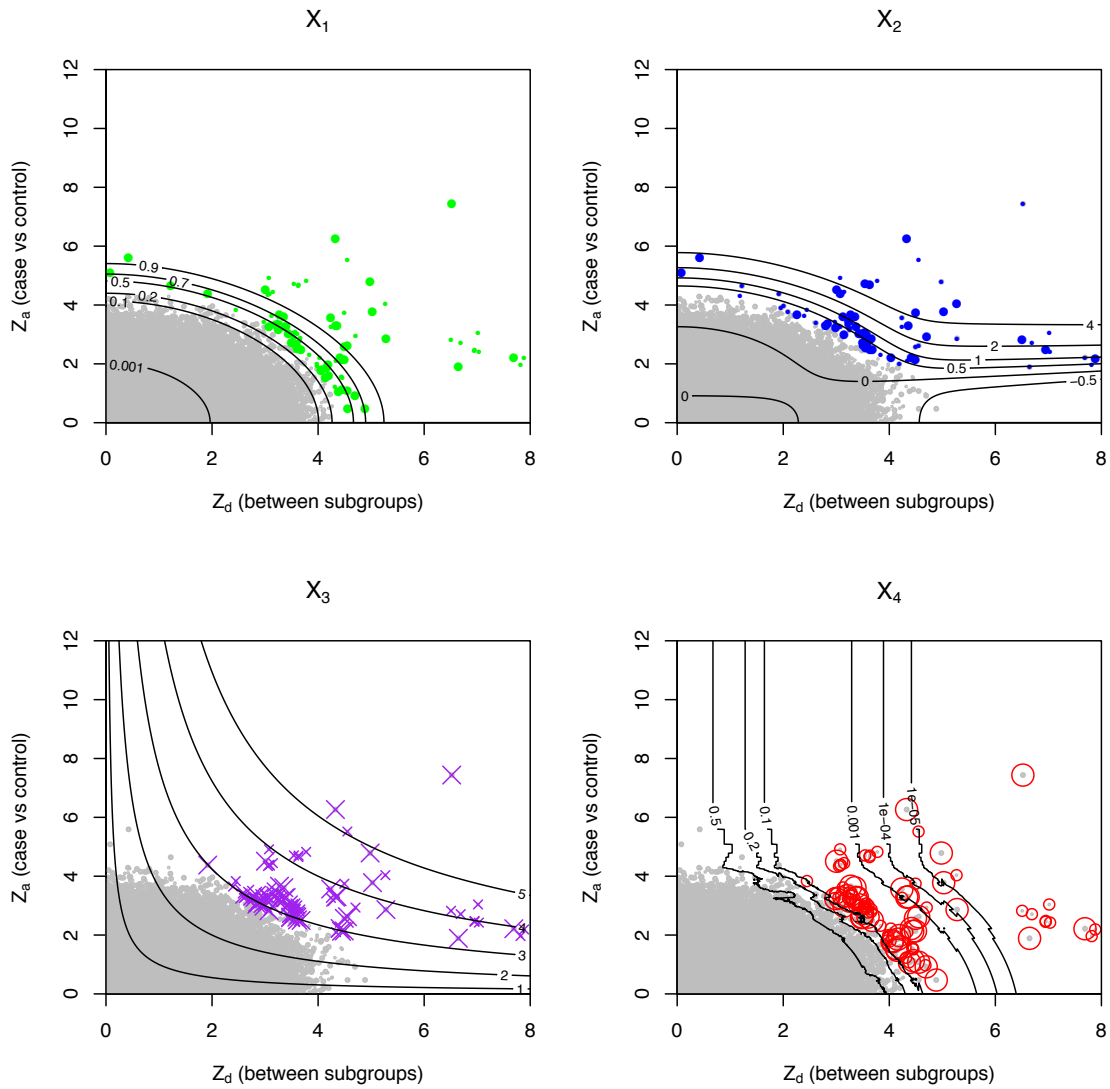 X1
X2
Za (case vs control)
12
10
8
6
4
2
0
0.9
0.7
0.5
0.2
0.1
0.001
0 2 4 6 8
Zd (between subgroups)
Za (case vs control)
12
10
8
6
4
2
0
4
2
1
0.5
0
−0.5
0
0 2 4 6 8
Zd (between subgroups)
X3
X4
Za (case vs control)
12
10
8
6
4
2
0
5
4
3
2
1
0 2 4 6 8
Zd (between subgroups)
Za (case vs control)
12
10
8
6
4
2
0
0.5
0.2
0.1
0.001
1e−04
1e−05
0 2 4 6 8
Zd (between subgroups)